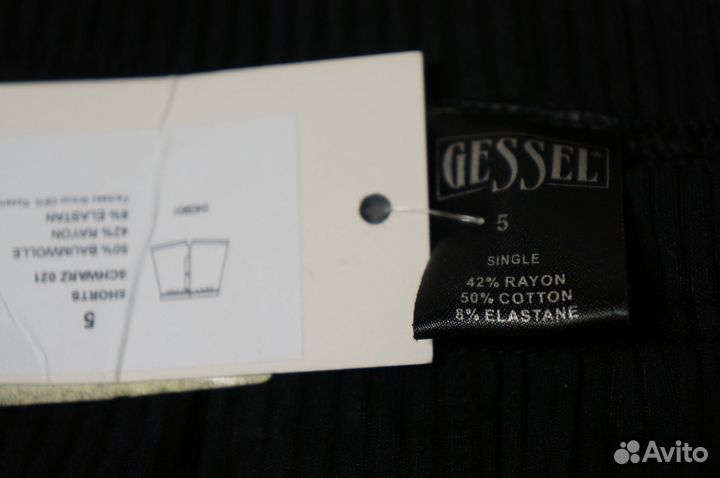 GESSEL
5
SINGLE
42% RAYON
50% COTTON
8% ELASTANE
5
SHORTS
SCHWARZ 021
50% BAUMWOLLE
42% RAYON
8% ELASTAN
Avito